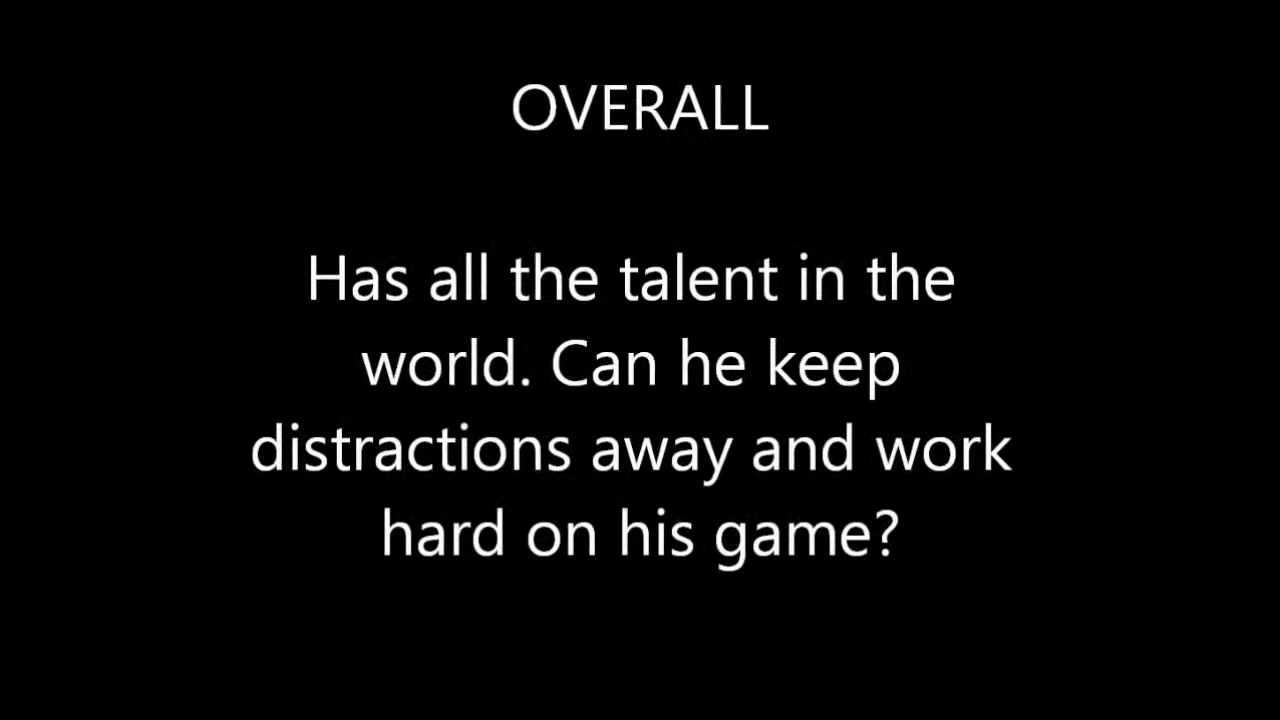 OVERALL
Has all the talent in the
world. Can he keep
distractions away and work
hard on his game?